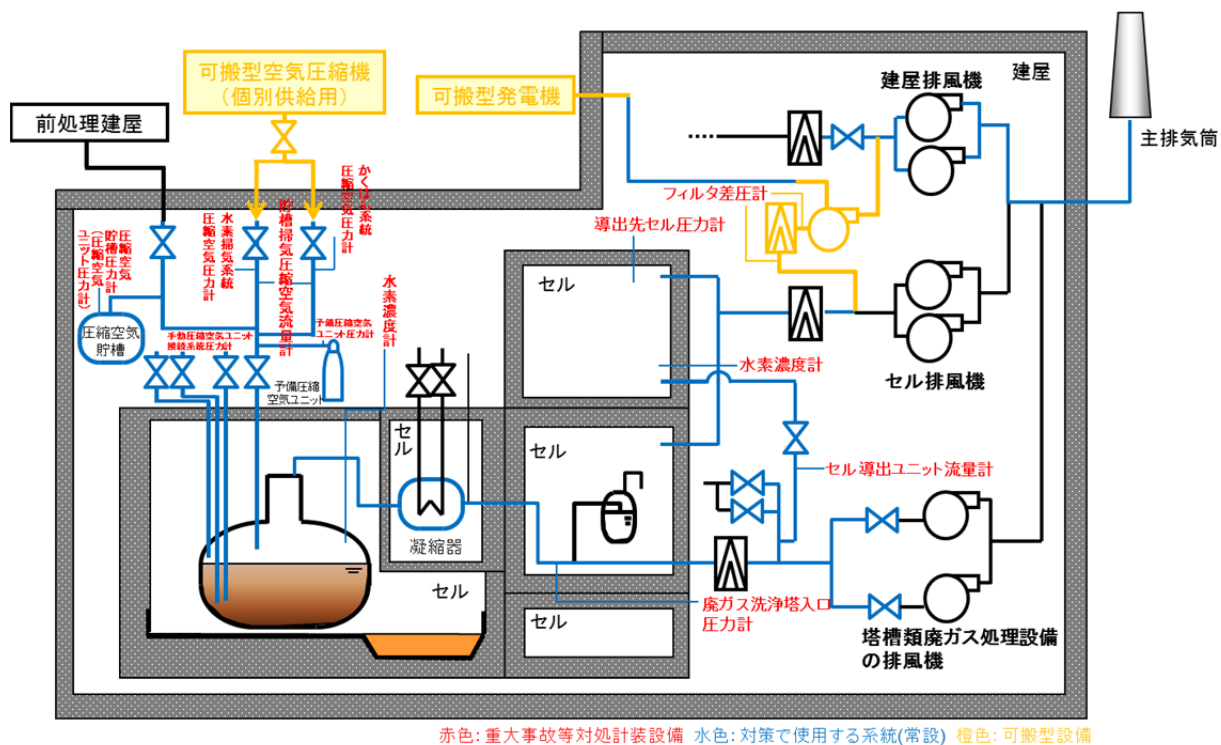 可搬型空気圧縮機
(個別供給用)
可搬型発電機
前処理建屋
建屋
建屋排風機
主排気筒
かくはん系統
圧縮空気圧力計
貯槽掃気圧縮空気流量計
水素掃気系統
圧縮空気圧力計
圧縮空気
貯槽圧力計
(圧縮空気
ユニット圧力計)
圧縮空気
貯槽
手動圧縮空気ユニット
接続系統圧力計
予備圧縮空気
ユニット圧力計
予備圧縮
空気ユニット
水素濃度計
フィルタ差圧計
導出先セル圧力計
セル
水素濃度計
セル排風機
セル
セル
凝縮器
セル
セル
セル導出ユニット流量計
廃ガス洗浄塔入口
圧力計
塔槽類廃ガス処理設備
の排風機
赤色:重大事故等対処計装設備 水色:対策で使用する系統(常設) 橙色:可搬型設備